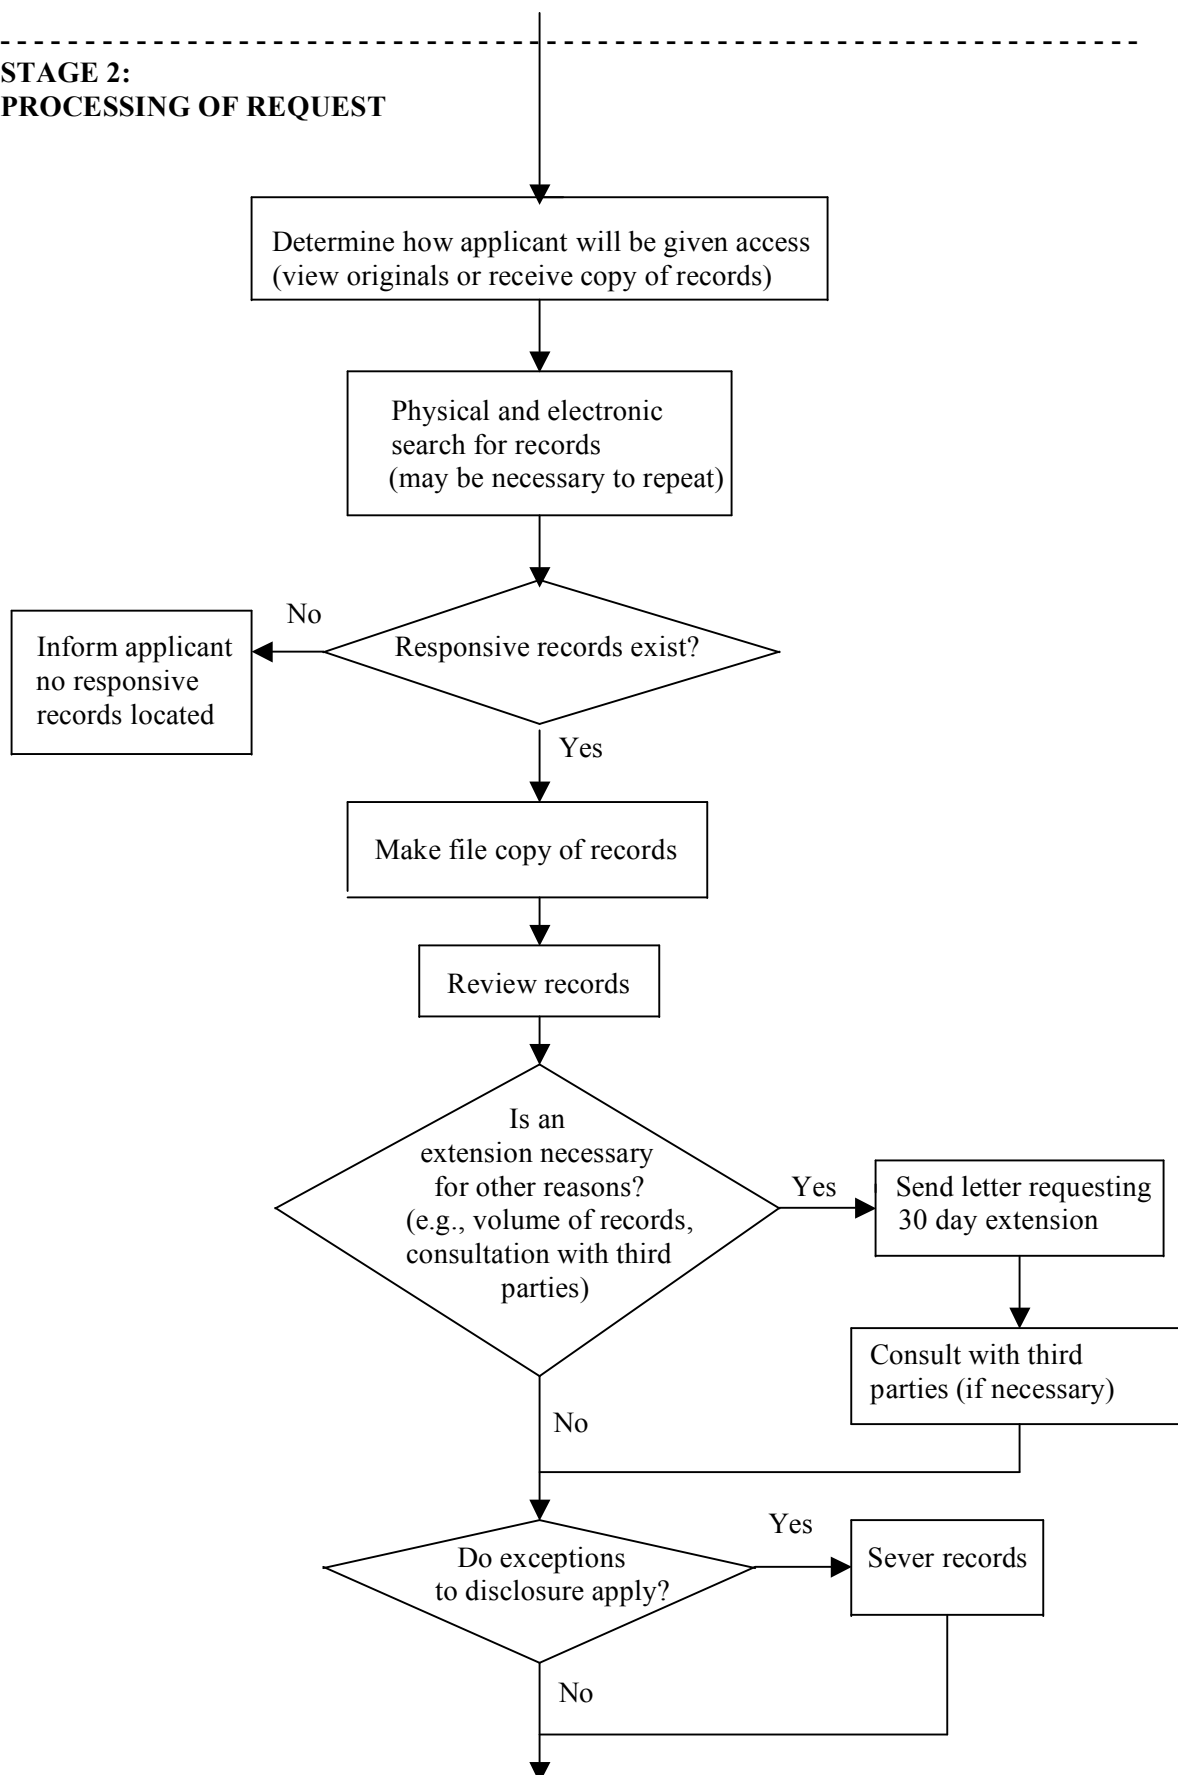 STAGE 2:
PROCESSING OF REQUEST
Determine how applicant will be given access
(view originals or receive copy of records)
Physical and electronic
search for records
(may be necessary to repeat)
No
Responsive records exist?
Inform applicant
no responsive
records located
Yes
Make file copy of records
Review records
Is an
extension necessary
for other reasons?
(e.g., volume of records,
consultation with third
parties)
Yes
Send letter requesting
30 day extension
Consult with third
parties (if necessary)
No
Do exceptions
to disclosure apply?
Yes
Sever records
No